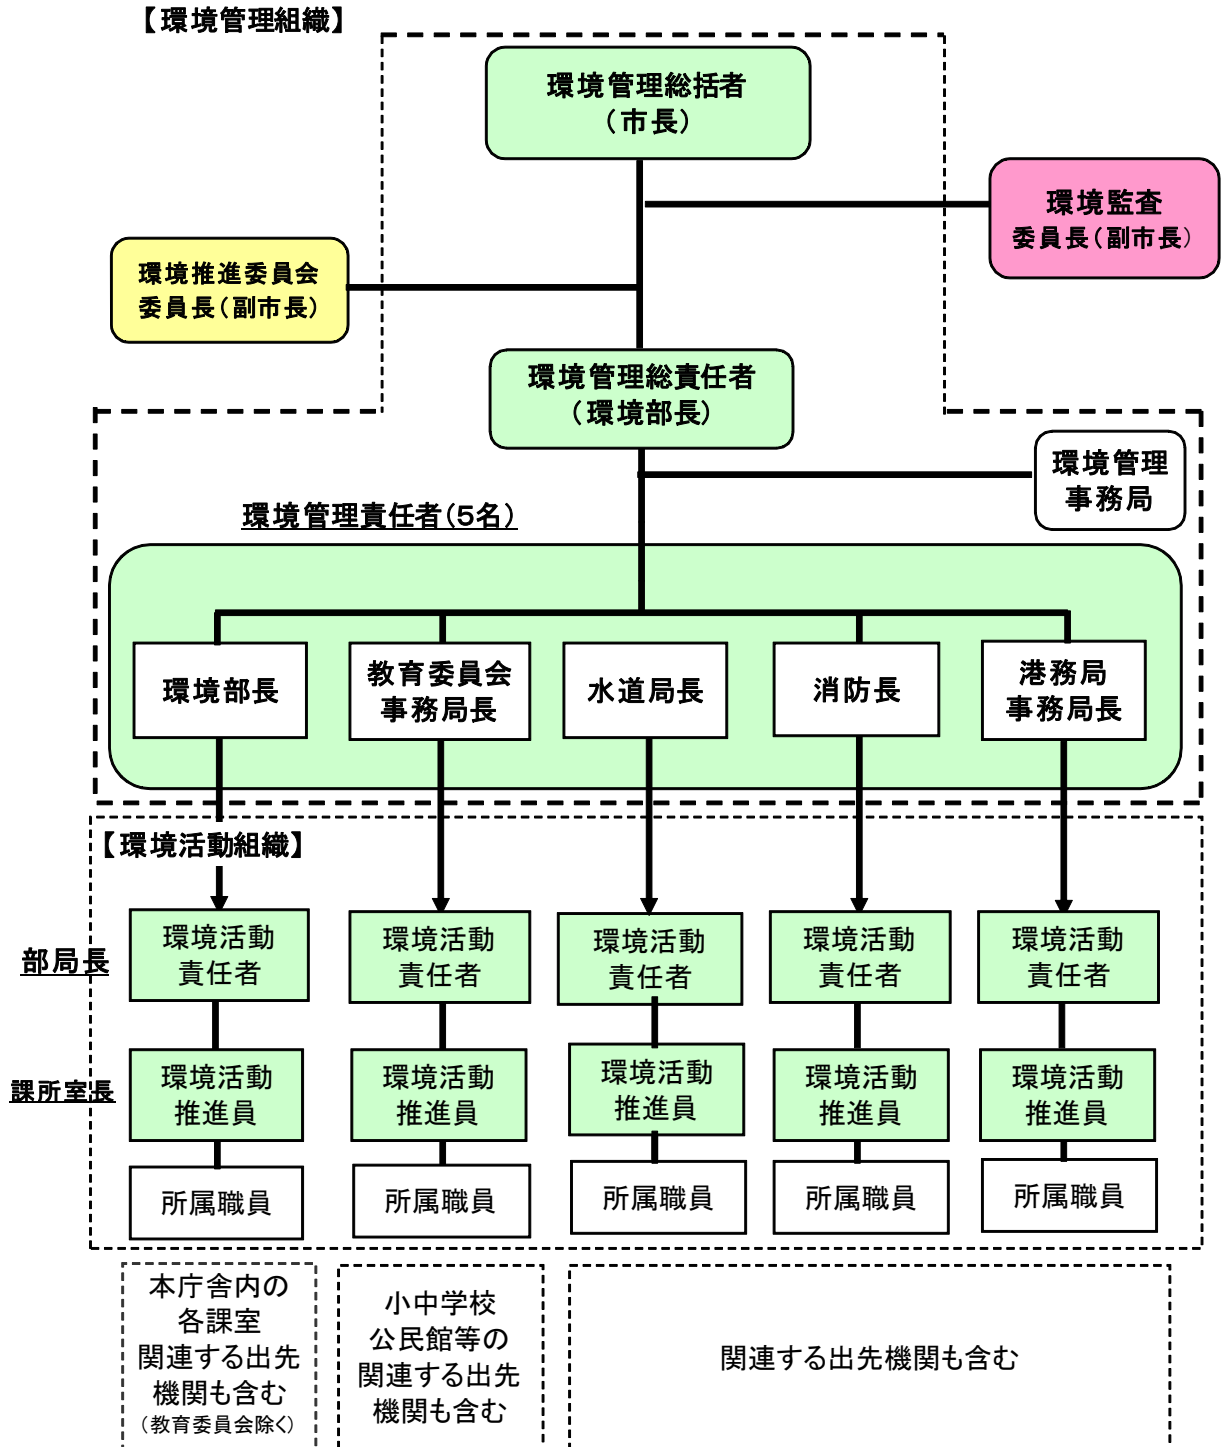 【環境管理組織】
環境管理総括者
（市長）
環境監査
委員長（副市長）
環境推進委員会
委員長（副市長）
環境管理総責任者
（環境部長）
環境管理
事務局
環境管理責任者（５名）
環境部長
教育委員会
事務局長
水道局長
消防長
港務局
事務局長
【環境活動組織】
部局長
環境活動
責任者
環境活動
責任者
環境活動
責任者
環境活動
責任者
環境活動
責任者
課所室長
環境活動
推進員
環境活動
推進員
環境活動
推進員
環境活動
推進員
環境活動
推進員
所属職員
所属職員
所属職員
所属職員
所属職員
本庁舎内の
各課室
関連する出先
機関も含む
（教育委員会除く）
小中学校
公民館等の
関連する出先
機関も含む
関連する出先機関も含む